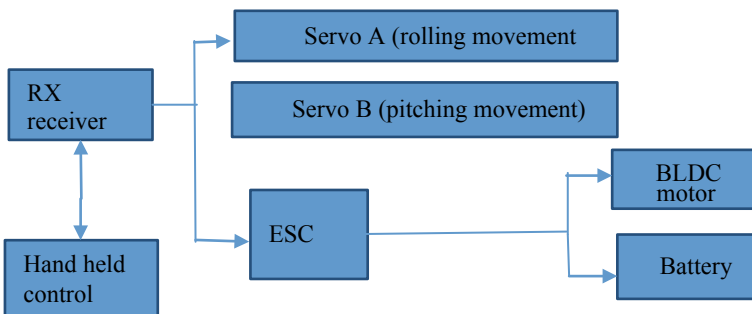 Servo A (rolling movement
RX
receiver
Servo B (pitching movement)
BLDC
motor
ESC
Hand held
control
Battery